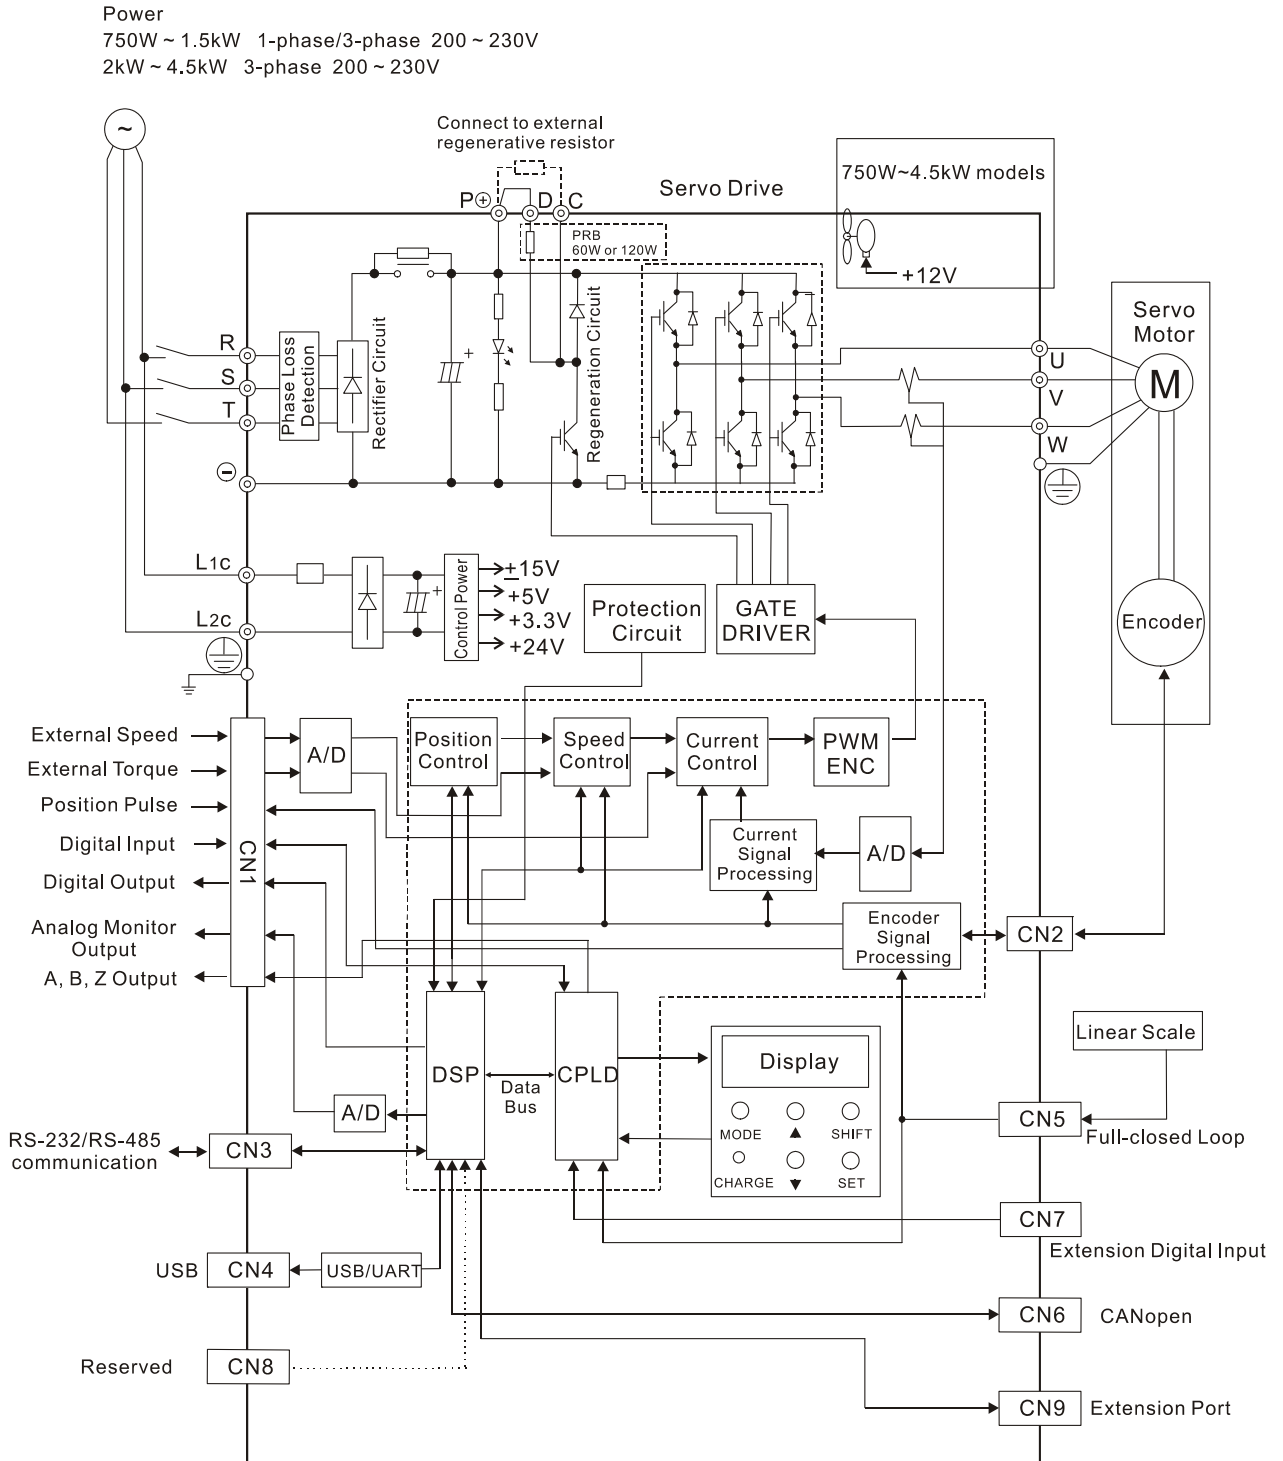 Power
750W ~ 1.5kW 1-phase/3-phase 200 ~ 230V
2kW ~ 4.5kW 3-phase 200 ~ 230V
~
Connect to external
regenerative resistor
750W~4.5kW models
Servo Drive
P⊕
D
C
PRB
60W or 120W
+12V
Servo
Motor
R
S
T
Phase Loss
Detection
Rectifier Circuit
+
Regeneration Circuit
U
V
W
M
⊖
L1c
L2c
+
Control Power
±15V
+5V
+3.3V
+24V
Protection
Circuit
GATE
DRIVER
Encoder
External Speed
External Torque
Position Pulse
Digital Input
Digital Output
Analog Monitor
Output
A, B, Z Output
CN1
A/D
Position
Control
Speed
Control
Current
Control
PWM
ENC
Current
Signal
Processing
A/D
Encoder
Signal
Processing
CN2
Linear Scale
DSP
Data
Bus
CPLD
Display
MODE
▲
SHIFT
CHARGE
▼
SET
A/D
CN5
Full-closed Loop
RS-232/RS-485
communication
CN3
CN7
Extension Digital Input
USB
CN4
USB/UART
CN6
CANopen
Reserved
CN8
CN9
Extension Port